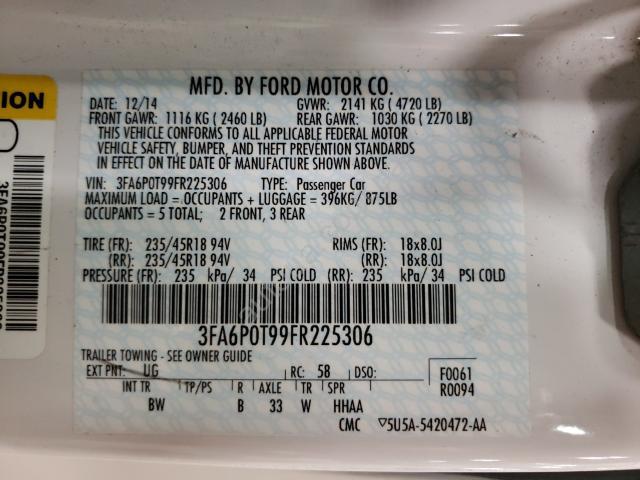 MFD. BY FORD MOTOR CO.
DATE: 12/14 GVWR: 2141 KG ( 4720 LB)
FRONT GAWR: 1116 KG ( 2460 LB) REAR GAWR: 1030 KG ( 2270 LB)
THIS VEHICLE CONFORMS TO ALL APPLICABLE FEDERAL MOTOR
VEHICLE SAFETY, BUMPER, AND THEFT PREVENTION STANDARDS
IN EFFECT ON THE DATE OF MANUFACTURE SHOWN ABOVE.
VIN: 3FA6P0T99FR225306 TYPE: Passenger Car
MAXIMUM LOAD = OCCUPANTS + LUGGAGE = 396KG/ 875LB
OCCUPANTS = 5 TOTAL; 2 FRONT, 3 REAR
TIRE (FR): 235/45R18 94V RIMS (FR): 18x8.0J
(RR): 235/45R18 94V (RR): 18x8.0J
PRESSURE (FR): 235 kPa/ 34 PSI COLD (RR): 235 kPa/ 34 PSI COLD
3FA6P0T99FR225306
TRAILER TOWING - SEE OWNER GUIDE
EXT PNT: UG RC: 58 DSO: F0061
INT TR TP/PS R AXLE TR SPR R0094
BW B 33 W HHAA
CMC ▽5U5A-5420472-AA
ION